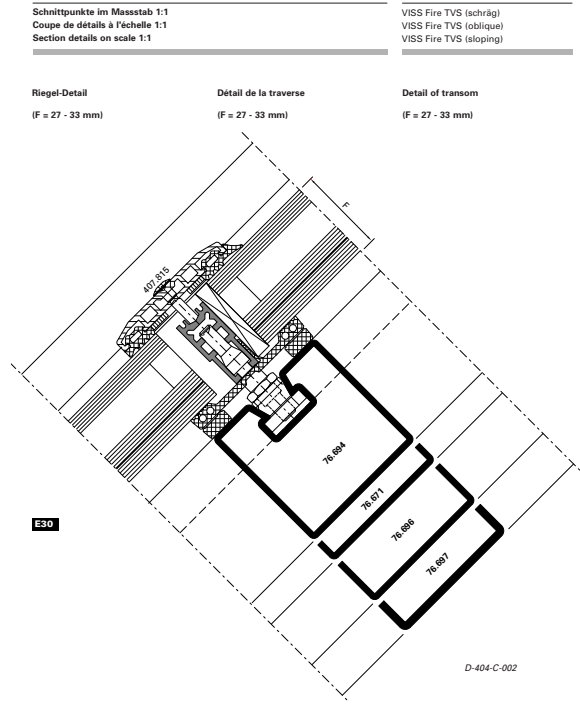 Schnittpunkte im Massstab 1:1
Coupe de détails à l'échelle 1:1
Section details on scale 1:1
VISS Fire TVS (schräg)
VISS Fire TVS (oblique)
VISS Fire TVS (sloping)
Riegel-Detail
Détail de la traverse
Detail of transom
(F = 27 - 33 mm)
(F = 27 - 33 mm)
(F = 27 - 33 mm)
F
407.815
76.694
76.671
76.696
76.697
E30
D-404-C-002